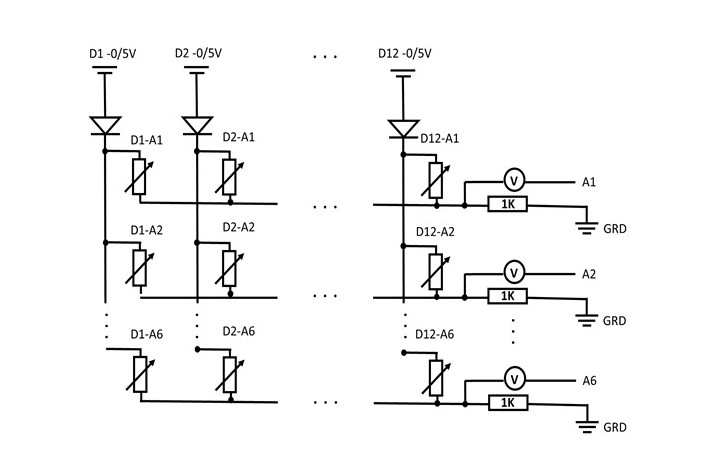 D1 -0/5V D2 -0/5V ... D12 -0/5V
D1-A1 D2-A1 D12-A1
V A1
1K
... GRD
D1-A2 D2-A2 D12-A2
V A2
1K
... GRD
D1-A6 D2-A6 D12-A6
V A6
1K
... GRD